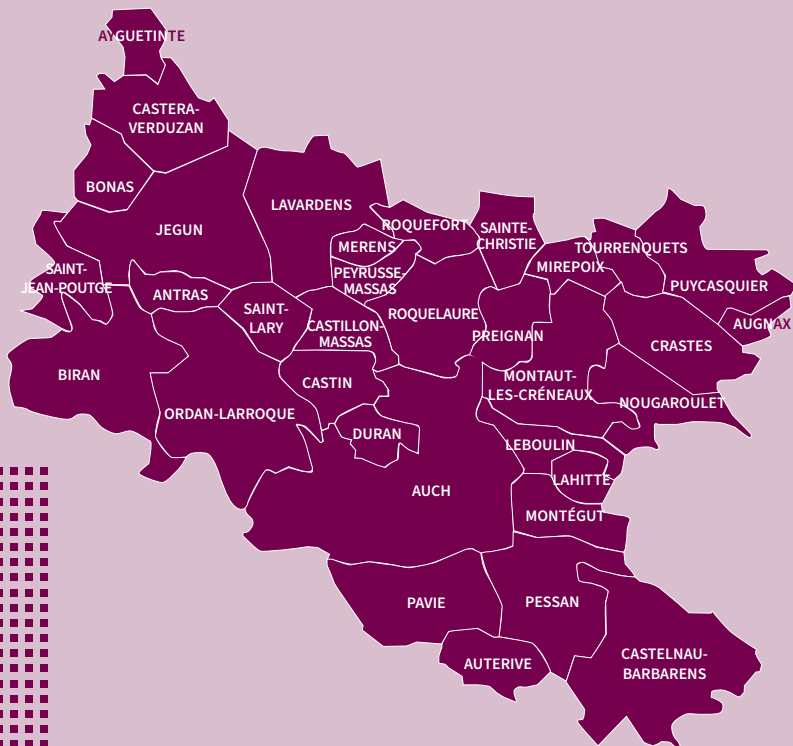 AYGUETINTE
CASTERA-
VERDUZAN
BONAS
LAVARDENS
JEGUN
ROQUEFORT
SAINTE-
CHRISTIE
MERENS
TOURRENQUETS
MIREPOIX
SAINT-
JEAN-POUTGE
PEYRUSSE-
MASSAS
PUYCASQUIER
ANTRAS
SAINT-
LARY
ROQUELAURE
CASTILLON-
MASSAS
PREIGNAN
AUGNAX
CRASTES
BIRAN
CASTIN
MONTAUT-
LES-CRÉNEAUX
NOUGAROULET
ORDAN-LARROQUE
DURAN
LEBOULIN
LAHITTE
AUCH
MONTÉGUT
PAVIE
PESSAN
AUTERIVE
CASTELNAU-
BARBARENS